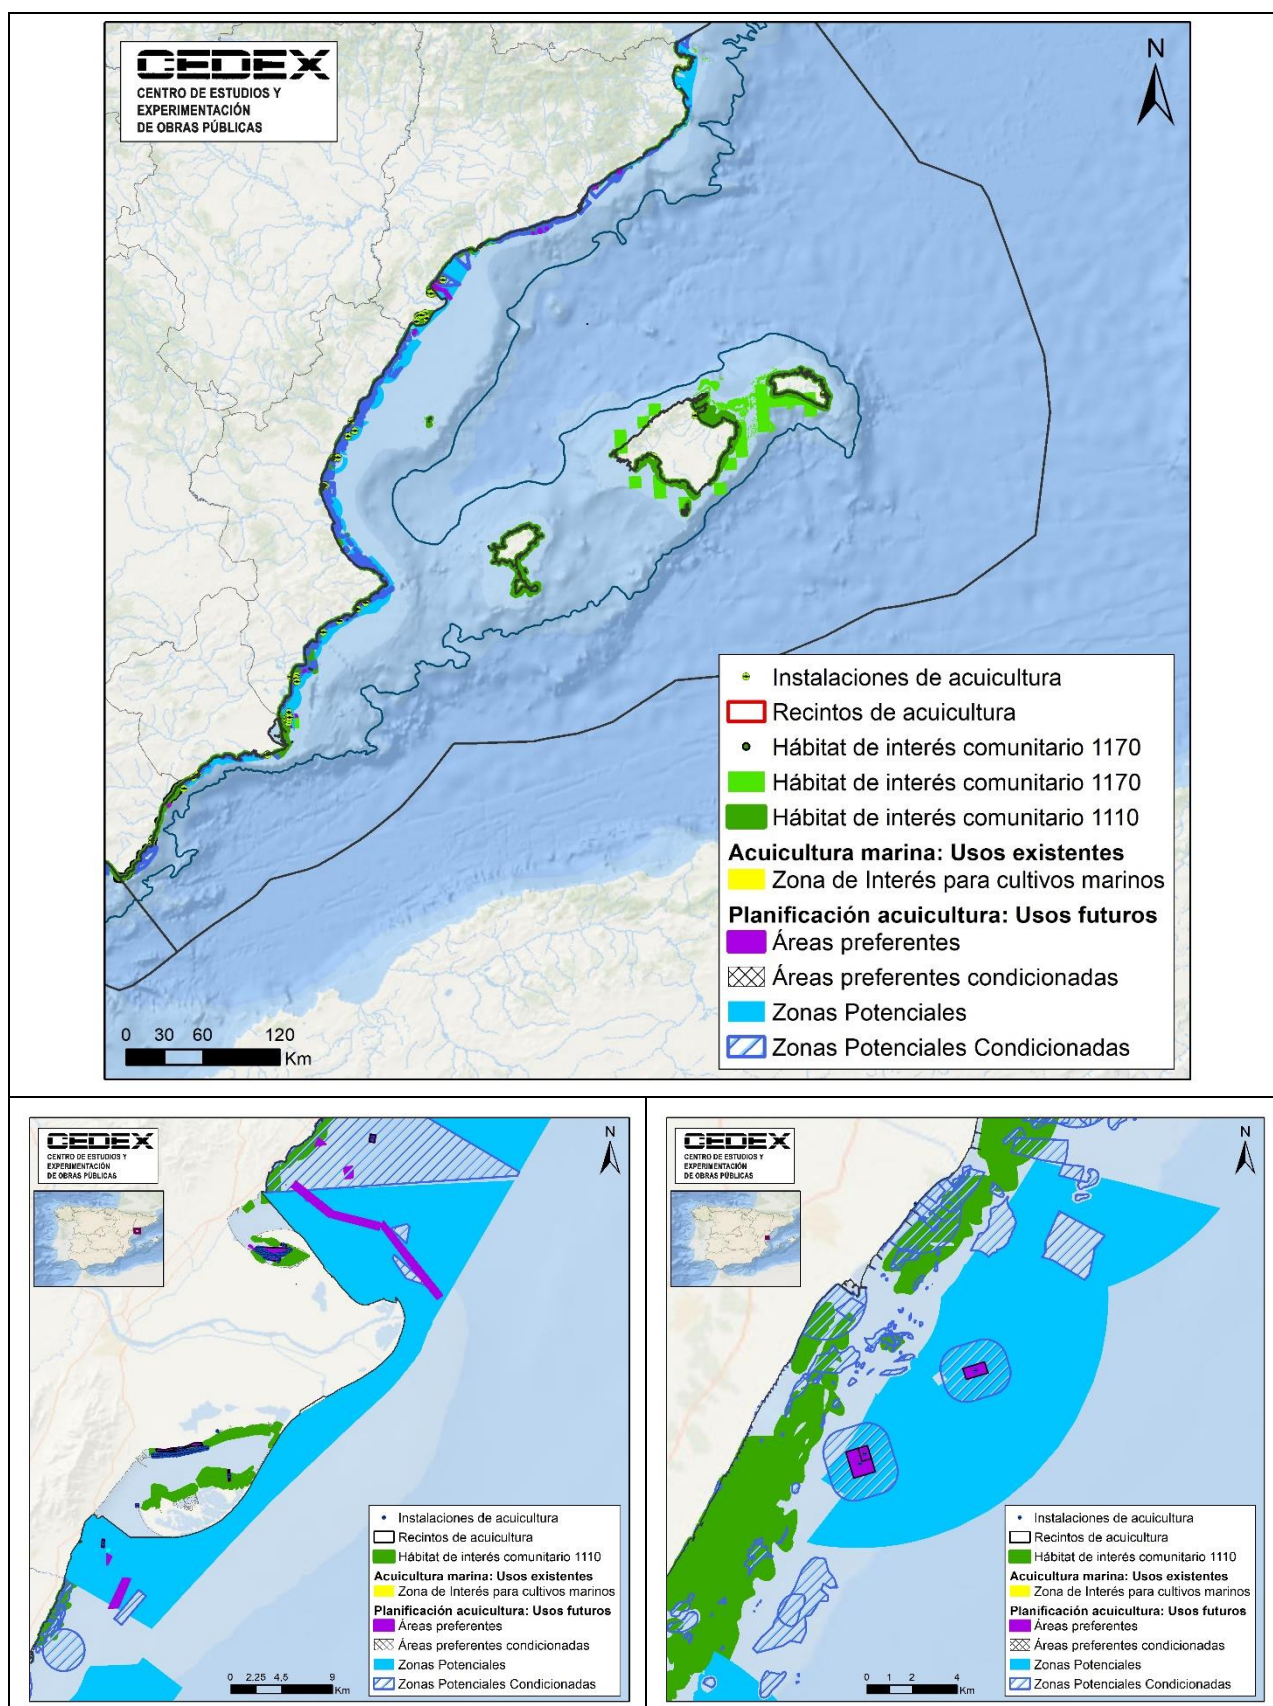 CEDEX
CENTRO DE ESTUDIOS Y
EXPERIMENTACIÓN
DE OBRAS PÚBLICAS
N
Instalaciones de acuicultura
Recintos de acuicultura
Hábitat de interés comunitario 1170
Hábitat de interés comunitario 1170
Hábitat de interés comunitario 1110
Acuicultura marina: Usos existentes
Zona de Interés para cultivos marinos
Planificación acuicultura: Usos futuros
Áreas preferentes
Áreas preferentes condicionadas
Zonas Potenciales
Zonas Potenciales Condicionadas
0 30 60 120
Km
CEDEX
CENTRO DE ESTUDIOS Y
EXPERIMENTACIÓN
DE OBRAS PÚBLICAS
N
Instalaciones de acuicultura
Recintos de acuicultura
Hábitat de interés comunitario 1110
Acuicultura marina: Usos existentes
Zona de Interés para cultivos marinos
Planificación acuicultura: Usos futuros
Áreas preferentes
Áreas preferentes condicionadas
Zonas Potenciales
Zonas Potenciales Condicionadas
0 2,25 4,5 9
Km
CEDEX
CENTRO DE ESTUDIOS Y
EXPERIMENTACIÓN
DE OBRAS PÚBLICAS
N
Instalaciones de acuicultura
Recintos de acuicultura
Hábitat de interés comunitario 1110
Acuicultura marina: Usos existentes
Zona de Interés para cultivos marinos
Planificación acuicultura: Usos futuros
Áreas preferentes
Áreas preferentes condicionadas
Zonas Potenciales
Zonas Potenciales Condicionadas
0 1 2 4
Km